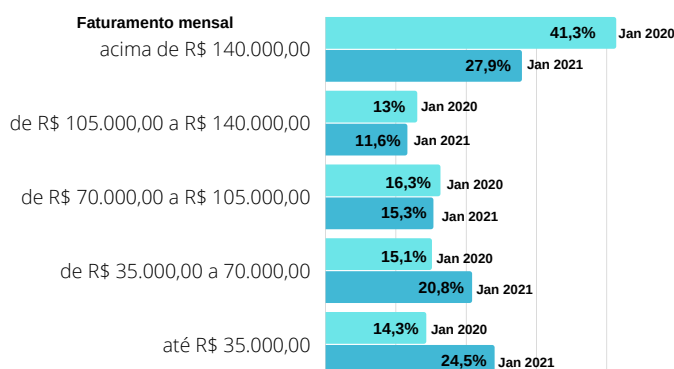 Faturamento mensal
acima de R$ 140.000,00
41,3% Jan 2020
27,9% Jan 2021
de R$ 105.000,00 a R$ 140.000,00
13% Jan 2020
11,6% Jan 2021
de R$ 70.000,00 a R$ 105.000,00
16,3% Jan 2020
15,3% Jan 2021
de R$ 35.000,00 a 70.000,00
15,1% Jan 2020
20,8% Jan 2021
até R$ 35.000,00
14,3% Jan 2020
24,5% Jan 2021